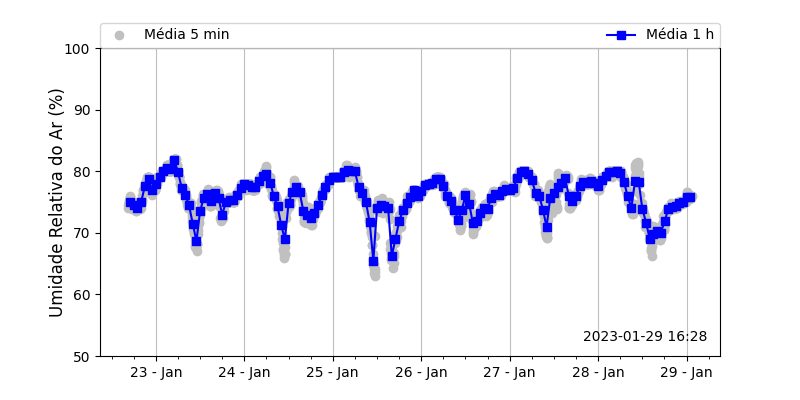 Média 5 min
Média 1 h
Umidade Relativa do Ar (%)
100
90
80
70
60
50
2023-01-29 16:28
23 - Jan
24 - Jan
25 - Jan
26 - Jan
27 - Jan
28 - Jan
29 - Jan